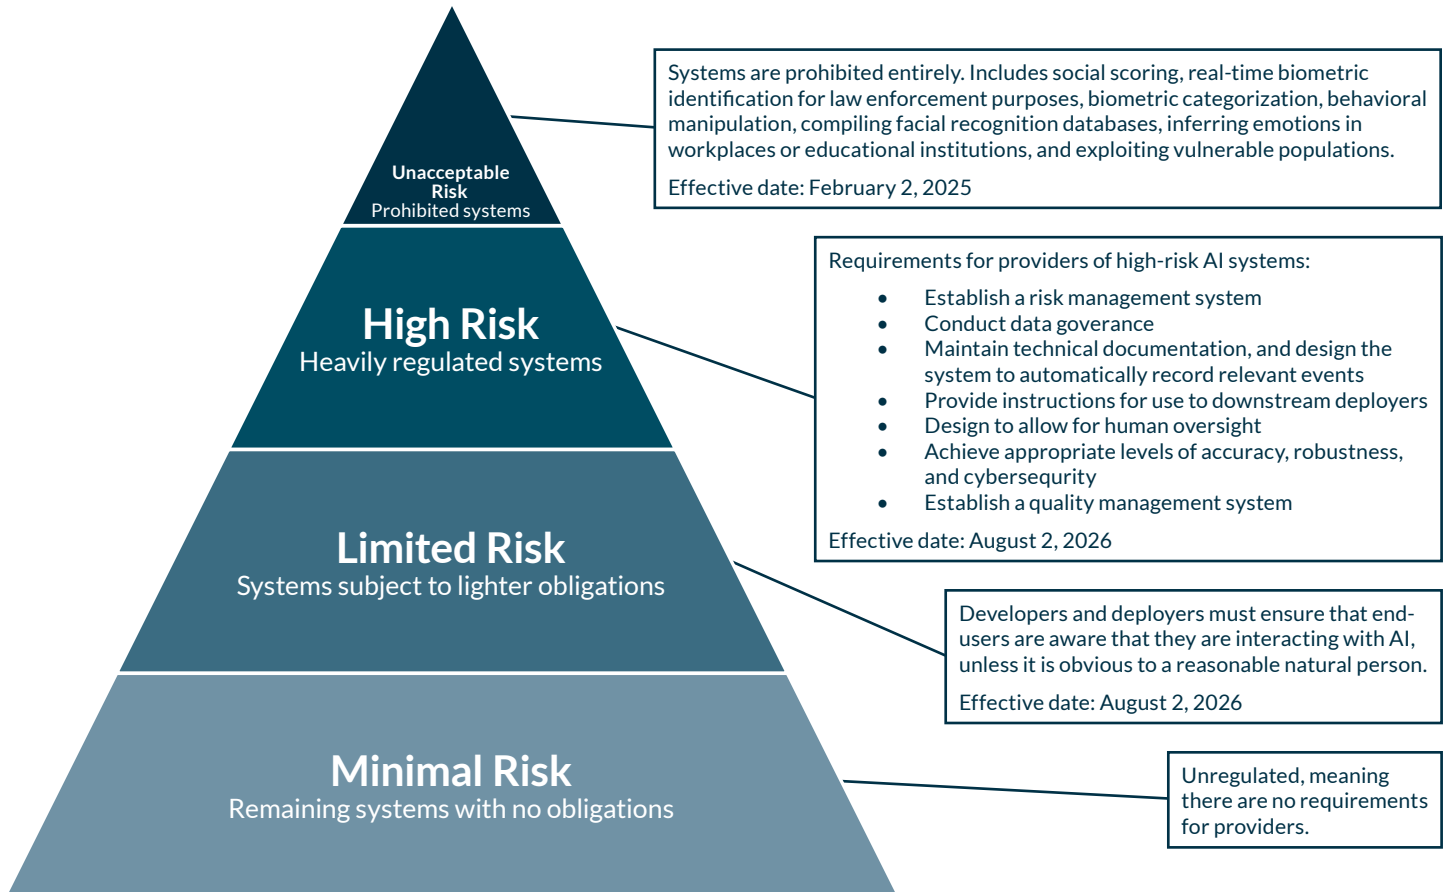 Unacceptable
Risk
Prohibited systems
Systems are prohibited entirely. Includes social scoring, real-time biometric
identification for law enforcement purposes, biometric categorization, behavioral
manipulation, compiling facial recognition databases, inferring emotions in
workplaces or educational institutions, and exploiting vulnerable populations.
Effective date: February 2, 2025
High Risk
Heavily regulated systems
Requirements for providers of high-risk AI systems:
• Establish a risk management system
• Conduct data goverance
• Maintain technical documentation, and design the
system to automatically record relevant events
• Provide instructions for use to downstream deployers
• Design to allow for human oversight
• Achieve appropriate levels of accuracy, robustness,
and cybersequrity
• Establish a quality management system
Effective date: August 2, 2026
Limited Risk
Systems subject to lighter obligations
Developers and deployers must ensure that end-
users are aware that they are interacting with AI,
unless it is obvious to a reasonable natural person.
Effective date: August 2, 2026
Minimal Risk
Remaining systems with no obligations
Unregulated, meaning
there are no requirements
for providers.